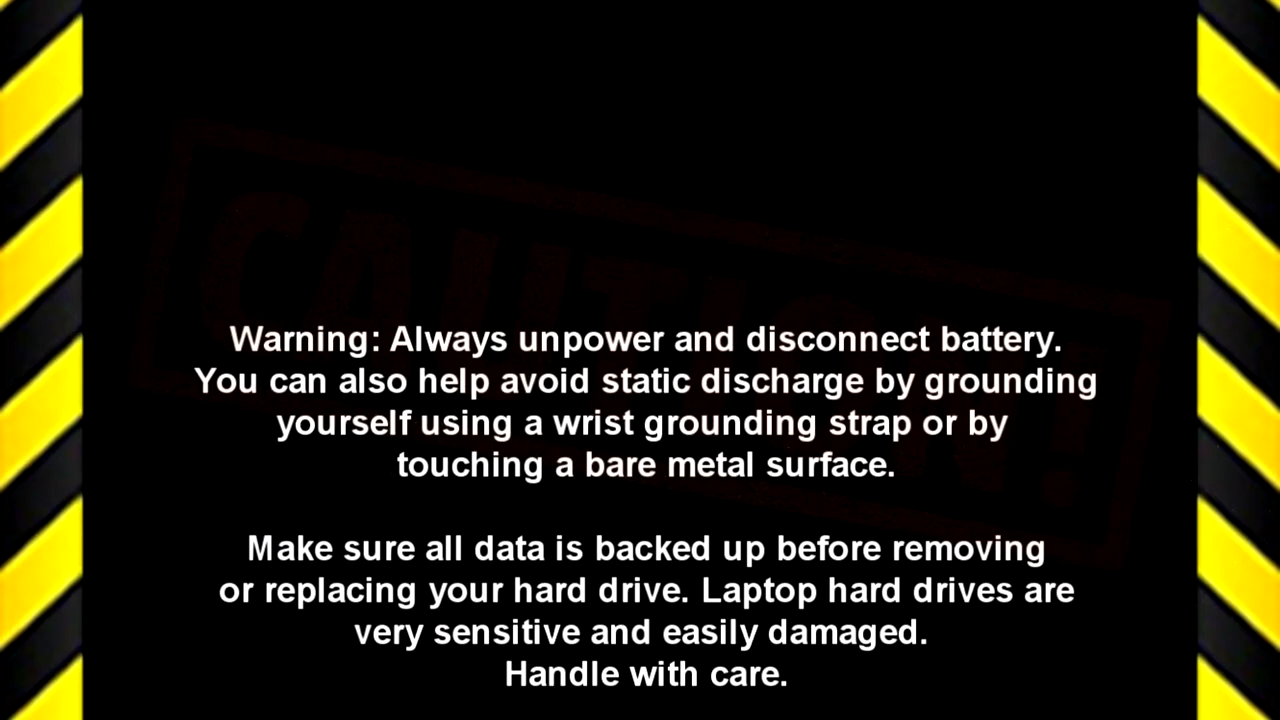 CAUTION!
Warning: Always unpower and disconnect battery.
You can also help avoid static discharge by grounding
yourself using a wrist grounding strap or by
touching a bare metal surface.
Make sure all data is backed up before removing
or replacing your hard drive. Laptop hard drives are
very sensitive and easily damaged.
Handle with care.